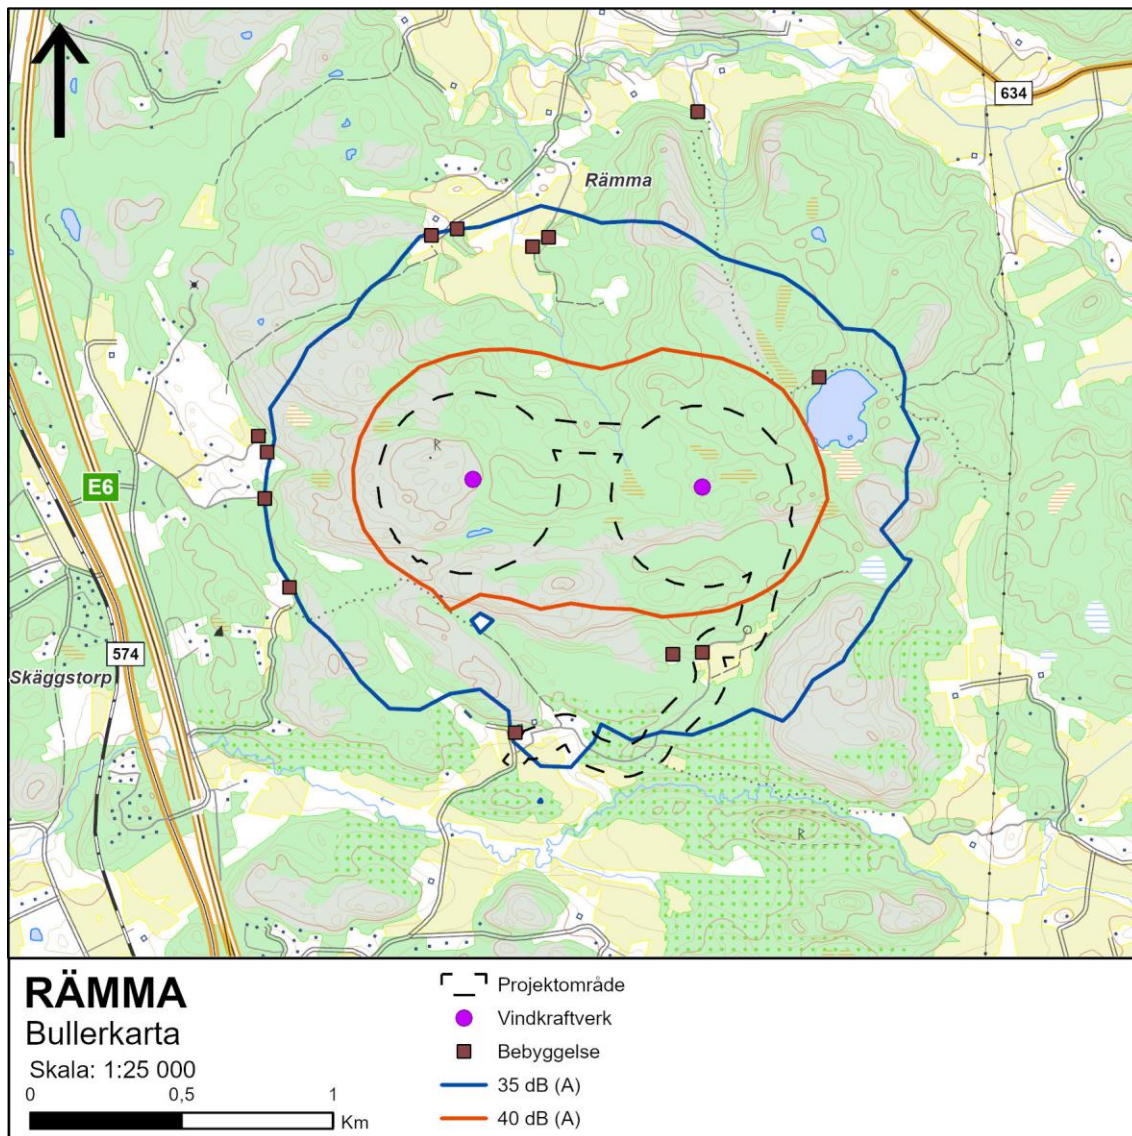 634
Rämma
E6
574
Skäggstorp
R
R
RÄMMA
Bullerkarta
Skala: 1:25 000
0 0,5 1
Km
Projektområde
Vindkraftverk
Bebyggelse
35 dB (A)
40 dB (A)